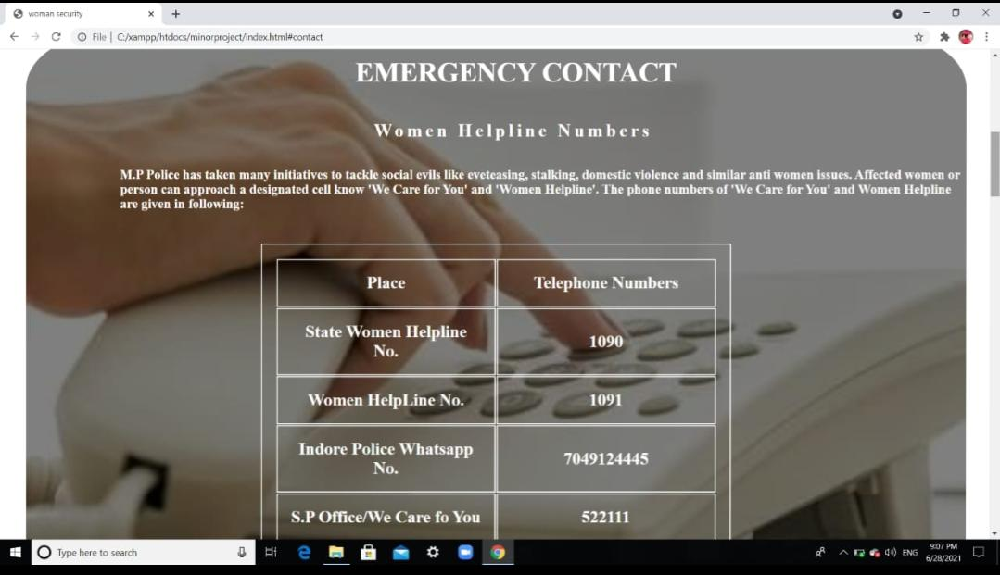 woman security
File | C:/xampp/htdocs/minorproject/index.html#contact
EMERGENCY CONTACT
Women Helpline Numbers
M.P Police has taken many initiatives to tackle social evils like eveteasing, stalking, domestic violence and similar anti women issues. Affected women or
person can approach a designated cell know 'We Care for You' and 'Women Helpline'. The phone numbers of 'We Care for You' and Women Helpline
are given in following:
Place Telephone Numbers
State Women Helpline
No. 1090
Women HelpLine No. 1091
Indore Police Whatsapp
No. 7049124445
S.P Office/We Care fo You 522111
Type here to search
ENG
9:07 PM
6/28/2021